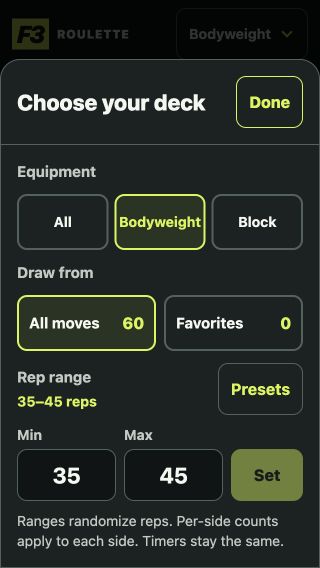 F3 ROULETTE
Bodyweight
Choose your deck
Done
Equipment
All
Bodyweight
Block
Draw from
All moves 60
Favorites 0
Rep range
35–45 reps
Presets
Min
Max
35
45
Set
Ranges randomize reps. Per-side counts
apply to each side. Timers stay the same.